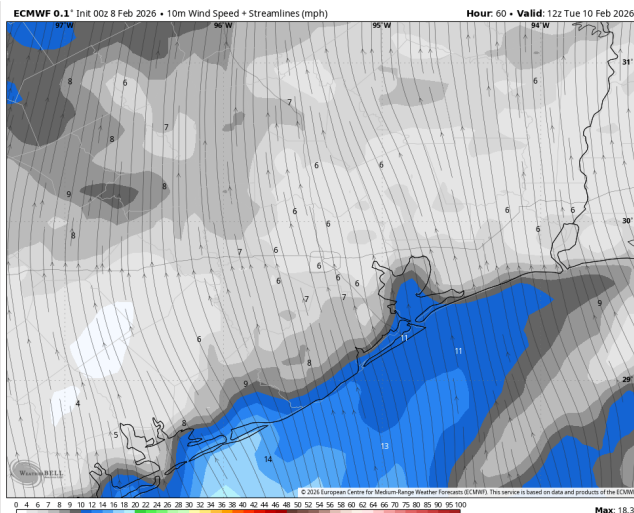 ECMWF 0.1° Init 00z 8 Feb 2026 • 10m Wind Speed + Streamlines (mph)
Hour: 60 • Valid: 12z Tue 10 Feb 2026
97°W 96°W 95°W 94°W
31°
8 6 6
7
7
8
6 6
8
9
6 6 6
30°
6 6
8
7 6
6 6
6 6
7 7
9
6 11
11
8
29°
9
4
8
5
13
14
WEATHERBELL
© 2026 European Centre for Medium-Range Weather Forecasts (ECMWF). This service is based on data and products of the ECMWF
0 4 6 7 8 9 10 12 14 16 18 20 22 24 26 28 30 32 34 36 38 40 42 44 46 48 50 52 54 56 58 60 62 64 66 68 70 75 80 85 90 95 100
Max: 18.3